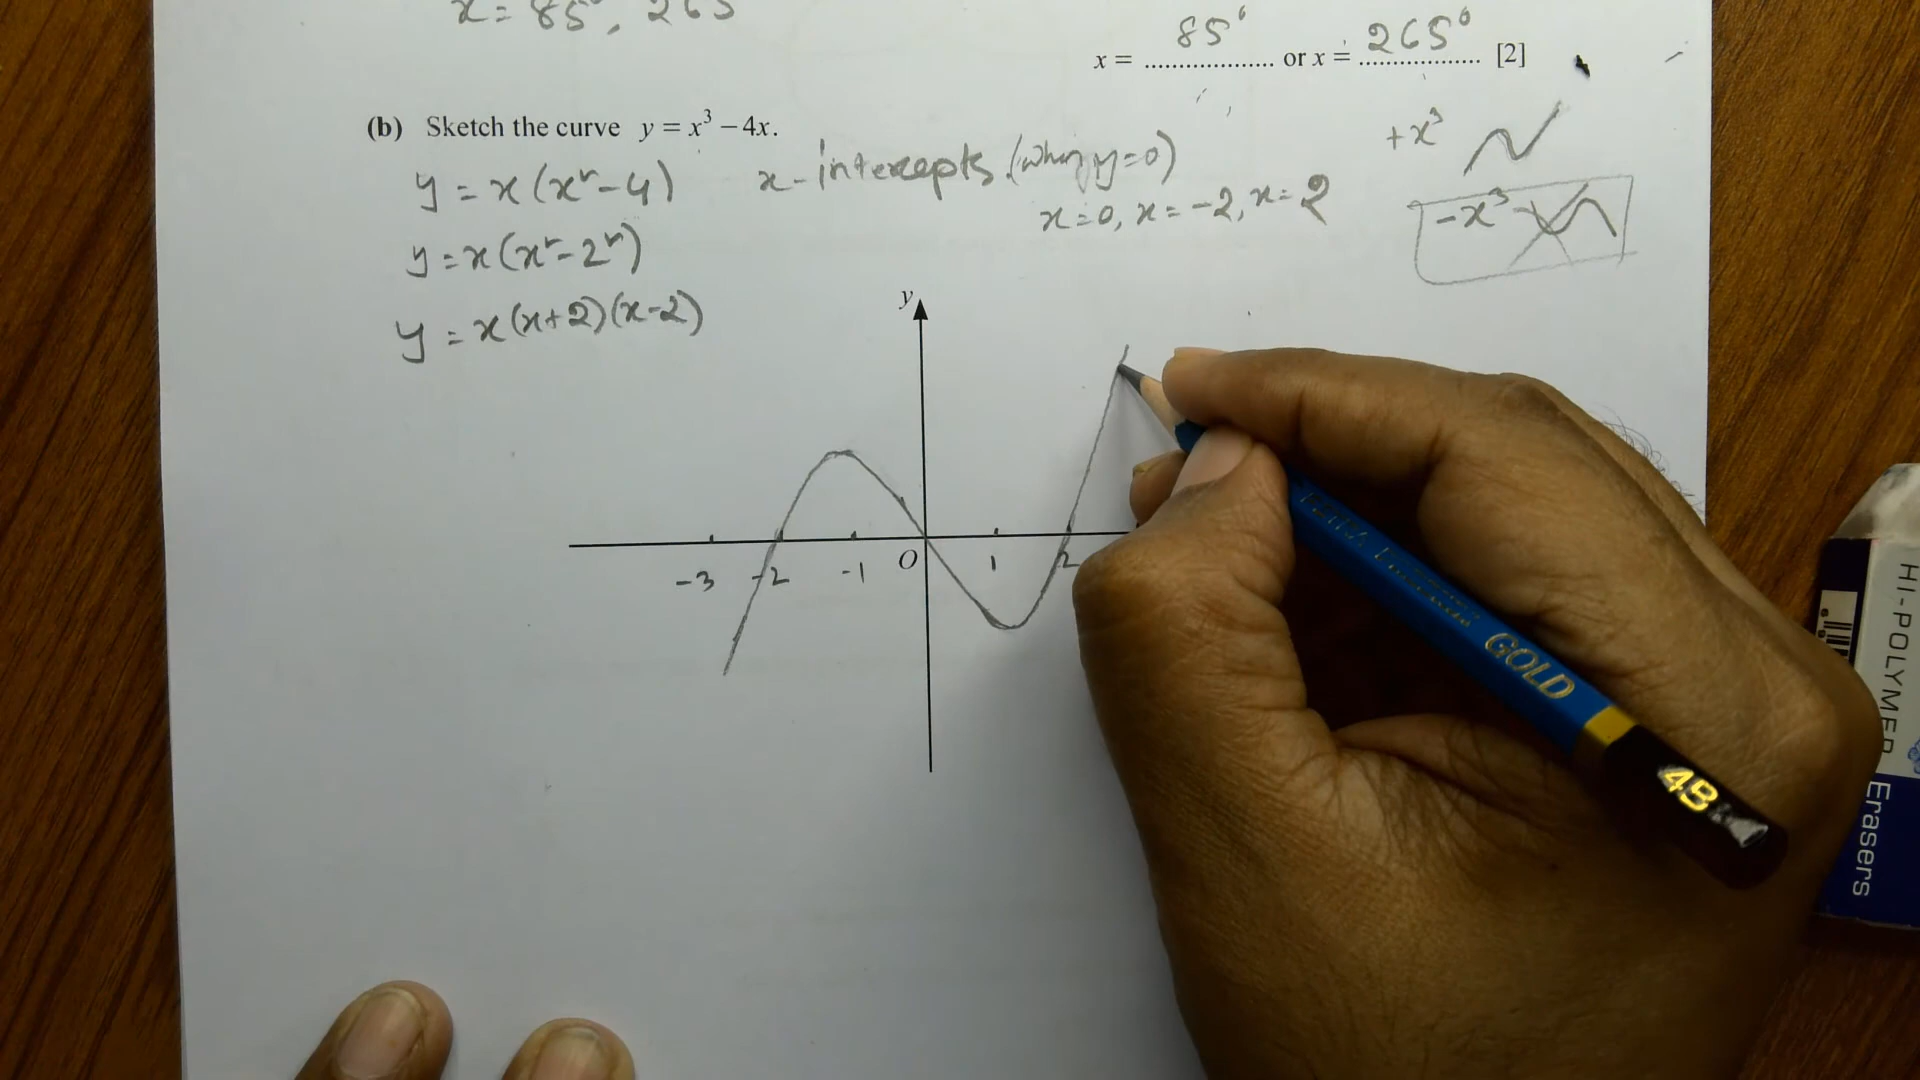 x = 85°, 265
x = 85° or x = 265° [2]
(b) Sketch the curve y = x³ – 4x.
y = x(x² - 4)
y = x(x² - 2²)
y = x(x+2)(x-2)
x - intercepts (when y=0)
x = 0, x = -2, x = 2
+x³
-x³
y
-3 -2 -1 O 1 2
GOLD
4B
HI-POLYMER
Erasers